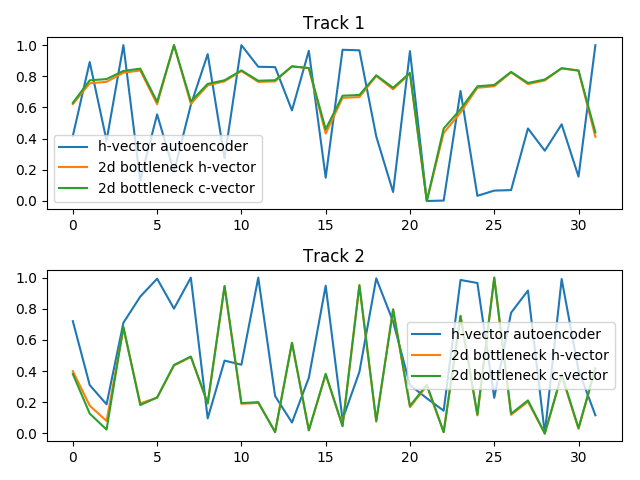 Track 1
1.0
0.8
0.6
0.4
0.2
0.0
h-vector autoencoder
2d bottleneck h-vector
2d bottleneck c-vector
0 5 10 15 20 25 30
Track 2
1.0
0.8
0.6
0.4
0.2
0.0
h-vector autoencoder
2d bottleneck h-vector
2d bottleneck c-vector
0 5 10 15 20 25 30